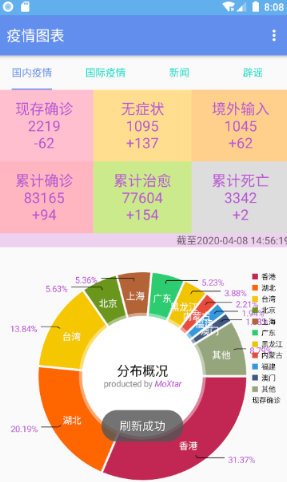 8:08
疫情图表
国内疫情 国际疫情 新闻 辟谣
现存确诊 无症状 境外输入
2219 1095 1045
-62 +137 +62
累计确诊 累计治愈 累计死亡
83165 77604 3342
+94 +154 +2
截至2020-04-08 14:56:19
5.36%
5.63%
13.84%
20.19%
31.37%
5.23%
3.88%
2.21%
上海
北京
台湾
湖北
香港
广东
黑龙江
其他
分布概况
producted by MoXtar
刷新成功
香港
湖北
台湾
北京
上海
广东
黑龙江
内蒙古
福建
澳门
其他
现存确诊